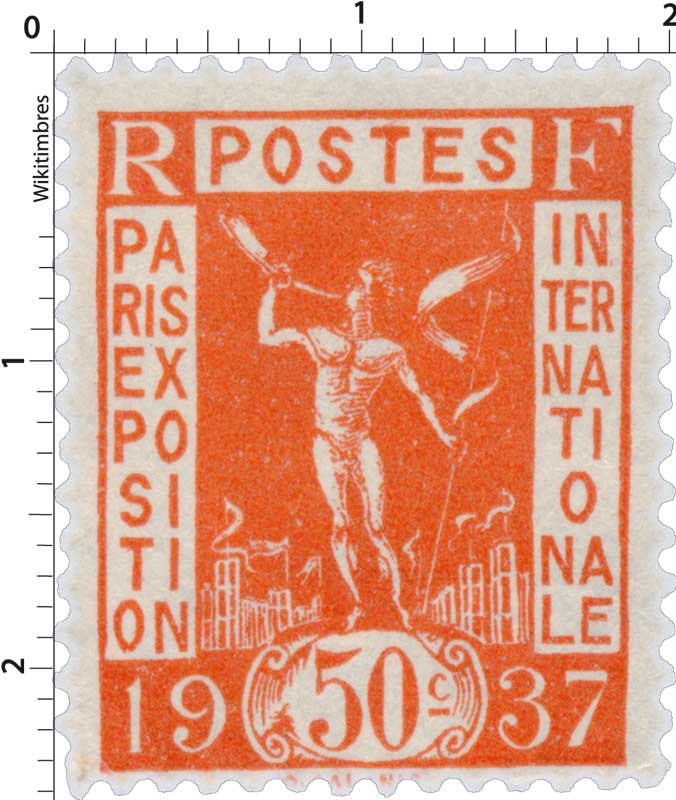 0 1 2
Wikitimbres
R POSTES F
PA
RIS
EX
PO
SI
TI
ON
IN
TER
NA
TI
O
NA
LE
1
2
19 50c 37